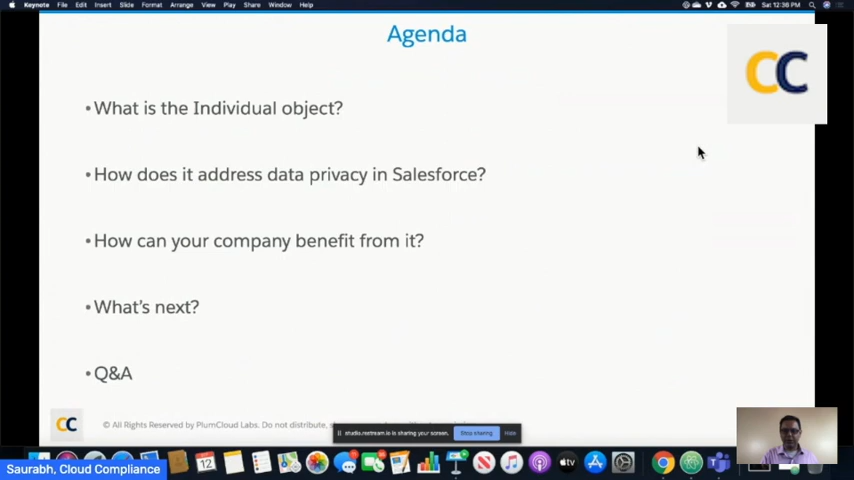 Keynote File Edit Insert Slide Format Arrange View Play Share Window Help
Sat 12:38 PM
Agenda
CC
•What is the Individual object?
•How does it address data privacy in Salesforce?
•How can your company benefit from it?
•What's next?
•Q&A
CC
© All Rights Reserved by PlumCloud Labs. Do not distribute,
studio.restream.io is sharing your screen.
Stop sharing
Hide
12
tv
Saurabh, Cloud Compliance